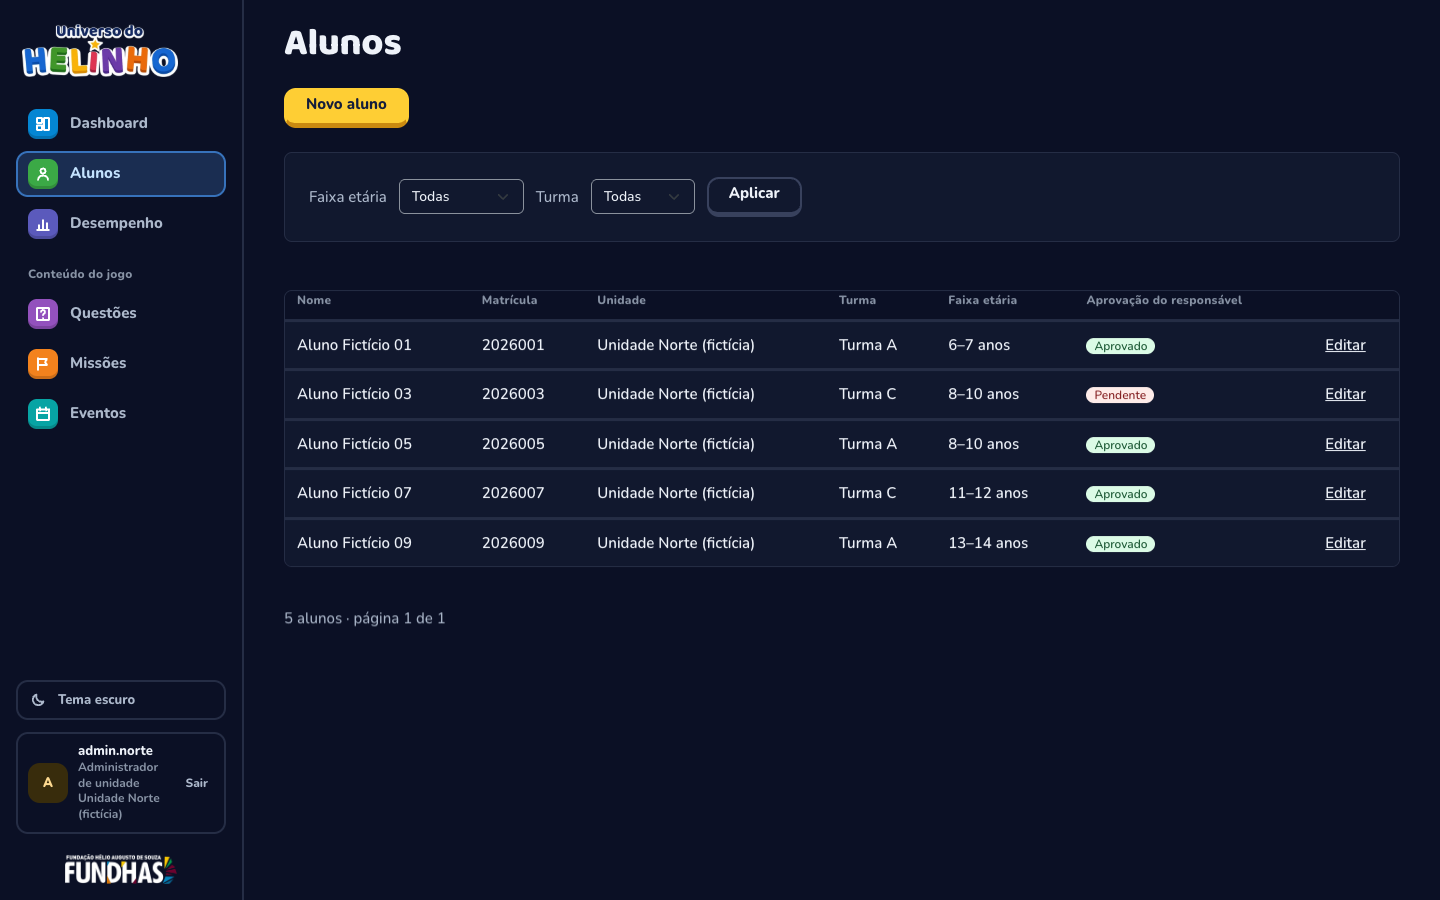 Universo do
HELINHO
Dashboard
Alunos
Desempenho
Conteúdo do jogo
Questões
Missões
Eventos
Tema escuro
A
admin.norte
Administrador
de unidade
Unidade Norte
(fictícia)
Sair
FUNDAÇÃO HÉLIO AUGUSTO DE SOUZA
FUNDHAS
Alunos
Novo aluno
Faixa etária Todas Turma Todas Aplicar
Nome Matrícula Unidade Turma Faixa etária Aprovação do responsável
Aluno Fictício 01 2026001 Unidade Norte (fictícia) Turma A 6–7 anos Aprovado Editar
Aluno Fictício 03 2026003 Unidade Norte (fictícia) Turma C 8–10 anos Pendente Editar
Aluno Fictício 05 2026005 Unidade Norte (fictícia) Turma A 8–10 anos Aprovado Editar
Aluno Fictício 07 2026007 Unidade Norte (fictícia) Turma C 11–12 anos Aprovado Editar
Aluno Fictício 09 2026009 Unidade Norte (fictícia) Turma A 13–14 anos Aprovado Editar
5 alunos · página 1 de 1